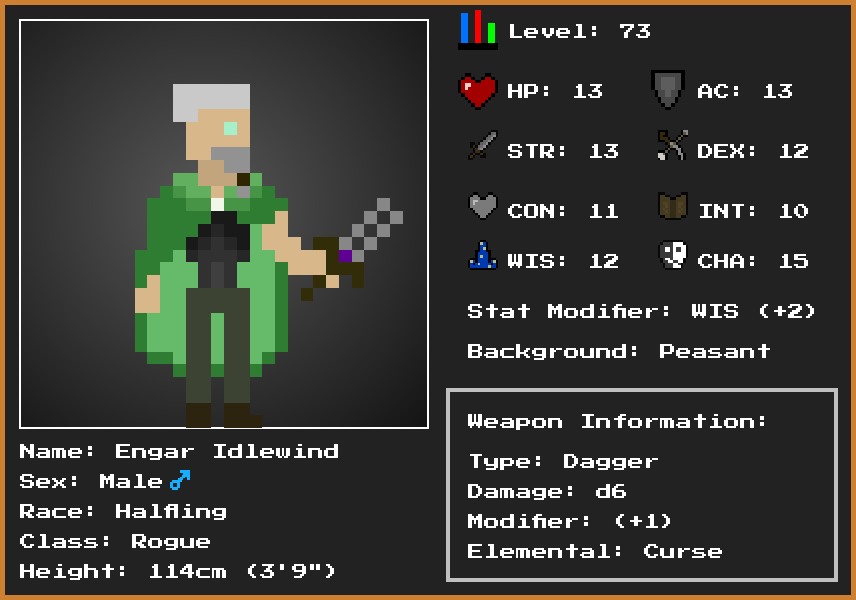 Level: 73
HP: 13 AC: 13
STR: 13 DEX: 12
CON: 11 INT: 10
WIS: 12 CHA: 15
Stat Modifier: WIS (+2)
Background: Peasant
Weapon Information:
Type: Dagger
Damage: d6
Modifier: (+1)
Elemental: Curse
Name: Engar Idlewind
Sex: Male ♂
Race: Halfling
Class: Rogue
Height: 114cm (3'9")